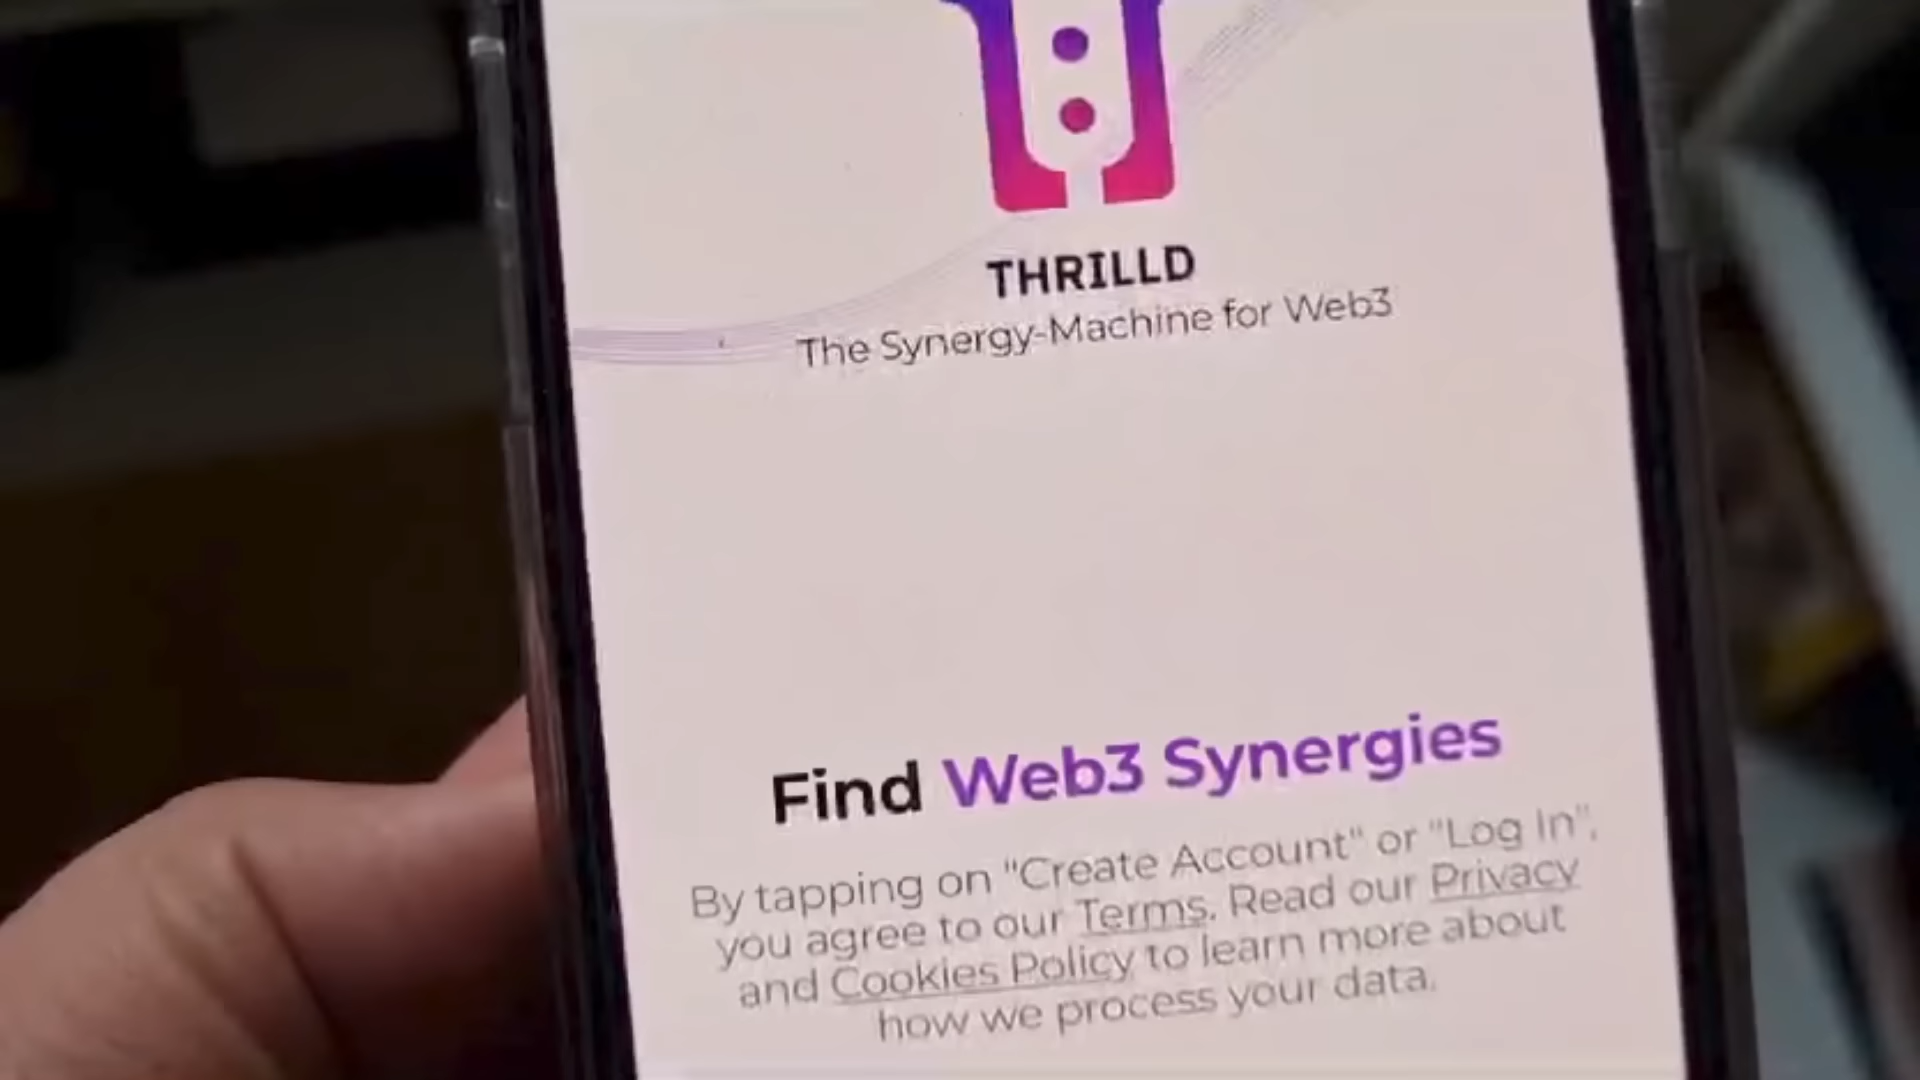 THRILLD
The Synergy-Machine for Web3
Find Web3 Synergies
By tapping on "Create Account" or "Log In",
you agree to our Terms. Read our Privacy
and Cookies Policy to learn more about
how we process your data.